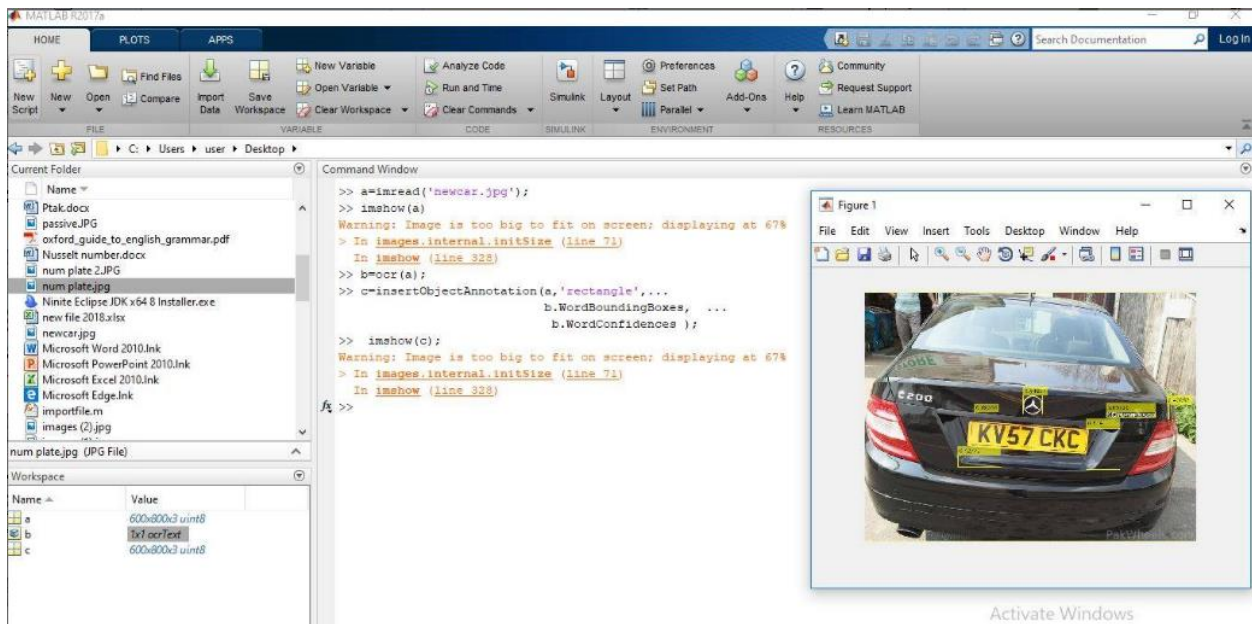 MATLAB R2017a
HOME PLOTS APPS
Search Documentation Log In
New Script
New
Open
Find Files
Compare
Import Data
Save Workspace
New Variable
Open Variable
Clear Workspace
Analyze Code
Run and Time
Clear Commands
Simulink
Layout
Preferences
Set Path
Parallel
Add-Ons
Help
Community
Request Support
Learn MATLAB
FILE VARIABLE CODE SIMULINK ENVIRONMENT RESOURCES
C: Users user Desktop
Current Folder
Name
Ptak.docx
passive.JPG
oxford_guide_to_english_grammar.pdf
Nusselt number.docx
num plate 2.JPG
num plate.jpg
Ninite Eclipse JDK x64 8 Installer.exe
new file 2018.xlsx
newcar.jpg
Microsoft Word 2010.lnk
Microsoft PowerPoint 2010.lnk
Microsoft Excel 2010.lnk
Microsoft Edge.lnk
importfile.m
images (2).jpg
num plate.jpg (JPG File)
Workspace
Name Value
a 600x800x3 uint8
b 1x1 ocrText
c 600x800x3 uint8
Command Window
>> a=imread('newcar.jpg');
>> imshow(a)
Warning: Image is too big to fit on screen; displaying at 67%
> In images.internal.initSize (line 71)
In imshow (line 328)
>> b=ocr(a);
>> c=insertObjectAnnotation(a,'rectangle',...
b.WordBoundingBoxes, ...
b.WordConfidences );
>> imshow(c);
Warning: Image is too big to fit on screen; displaying at 67%
> In images.internal.initSize (line 71)
In imshow (line 328)
fx >>
Figure 1
File Edit View Insert Tools Desktop Window Help
C200
KV57 CKC
Activate Windows